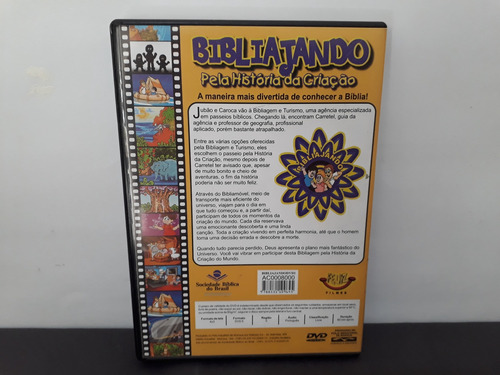 BIBLIAJANDO
Pela História da Criação
A maneira mais divertida de conhecer a Bíblia!
Jubão e Caroca vão à Bibliagem e Turismo, uma agência especializada
em passeios bíblicos. Chegando lá, encontram Carretel, guia da
agência e professor de geografia, profissional
aplicado, porém bastante atrapalhado.
Entre as várias opções oferecidas
pela Bibliagem e Turismo, eles
escolhem o passeio pela História
da Criação, mesmo depois de
Carretel ter avisado que, apesar
de muito bonito e cheio de
aventuras, o fim da história
poderia não ser muito feliz.
BIBLIAJANDO
Através do Bibliamóvel, meio de
transporte mais eficiente do
universo, viajam para o dia em
que tudo começou e, a partir daí,
participam de todos os momentos
da criação do mundo. Cada dia reservava
uma emocionante descoberta e uma linda
canção. Toda a criação vivendo em perfeita harmonia, até que o homem
toma uma decisão errada e descobre a morte.
Quando tudo parecia perdido, Deus apresenta o plano mais fantástico do
Universo. Você vai vibrar em participar desta Bibliagem pela História da
Criação do Mundo.
Sociedade Bíblica
do Brasil
AC0008000
FILMES
DVD